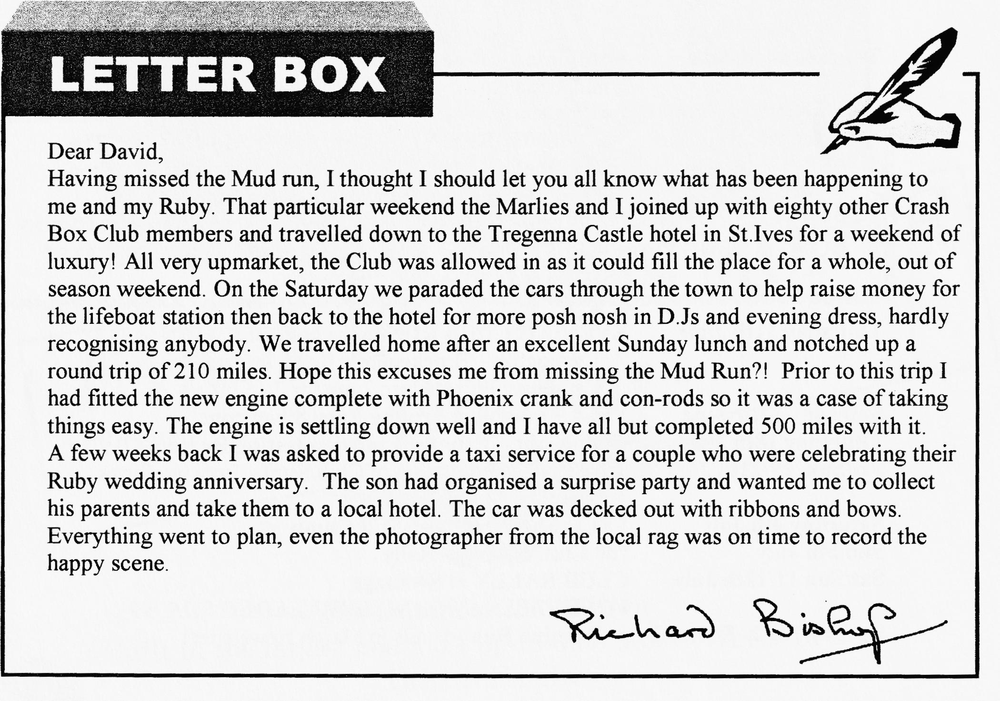 LETTER BOX
Dear David,
Having missed the Mud run, I thought I should let you all know what has been happening to
me and my Ruby. That particular weekend the Marlies and I joined up with eighty other Crash
Box Club members and travelled down to the Tregenna Castle hotel in St.Ives for a weekend of
luxury! All very upmarket, the Club was allowed in as it could fill the place for a whole, out of
season weekend. On the Saturday we paraded the cars through the town to help raise money for
the lifeboat station then back to the hotel for more posh nosh in D.Js and evening dress, hardly
recognising anybody. We travelled home after an excellent Sunday lunch and notched up a
round trip of 210 miles. Hope this excuses me from missing the Mud Run?! Prior to this trip I
had fitted the new engine complete with Phoenix crank and con-rods so it was a case of taking
things easy. The engine is settling down well and I have all but completed 500 miles with it.
A few weeks back I was asked to provide a taxi service for a couple who were celebrating their
Ruby wedding anniversary. The son had organised a surprise party and wanted me to collect
his parents and take them to a local hotel. The car was decked out with ribbons and bows.
Everything went to plan, even the photographer from the local rag was on time to record the
happy scene.
Richard Bishop